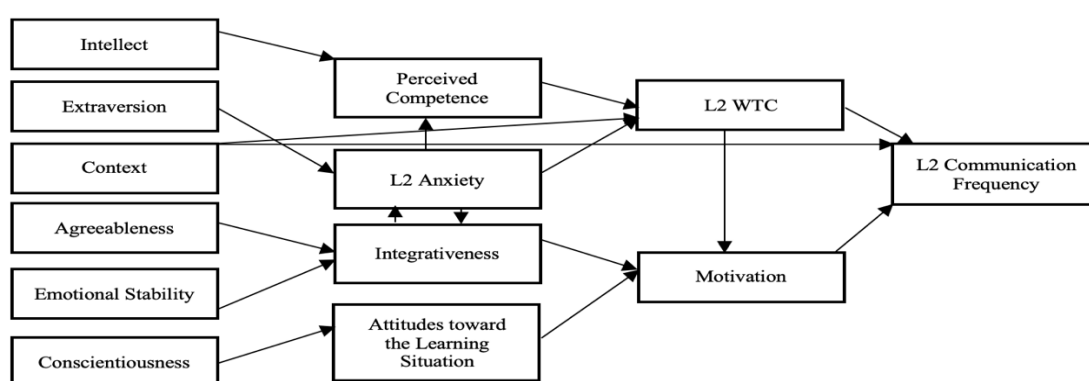 Intellect
Extraversion
Context
Agreeableness
Emotional Stability
Conscientiousness
Perceived
Competence
L2 Anxiety
Integrativeness
Attitudes toward
the Learning
Situation
L2 WTC
Motivation
L2 Communication
Frequency